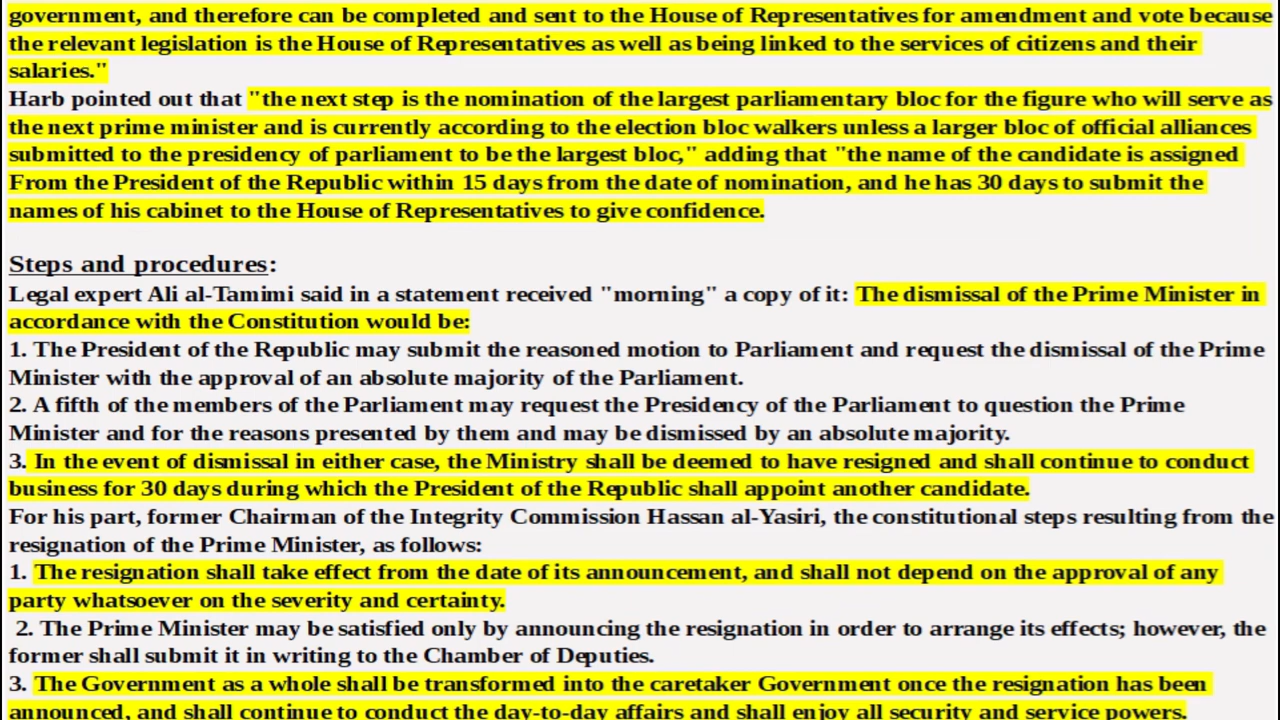 government, and therefore can be completed and sent to the House of Representatives for amendment and vote because
the relevant legislation is the House of Representatives as well as being linked to the services of citizens and their
salaries."
Harb pointed out that "the next step is the nomination of the largest parliamentary bloc for the figure who will serve as
the next prime minister and is currently according to the election bloc walkers unless a larger bloc of official alliances
submitted to the presidency of parliament to be the largest bloc," adding that "the name of the candidate is assigned
From the President of the Republic within 15 days from the date of nomination, and he has 30 days to submit the
names of his cabinet to the House of Representatives to give confidence.
Steps and procedures:
Legal expert Ali al-Tamimi said in a statement received "morning" a copy of it: The dismissal of the Prime Minister in
accordance with the Constitution would be:
1. The President of the Republic may submit the reasoned motion to Parliament and request the dismissal of the Prime
Minister with the approval of an absolute majority of the Parliament.
2. A fifth of the members of the Parliament may request the Presidency of the Parliament to question the Prime
Minister and for the reasons presented by them and may be dismissed by an absolute majority.
3. In the event of dismissal in either case, the Ministry shall be deemed to have resigned and shall continue to conduct
business for 30 days during which the President of the Republic shall appoint another candidate.
For his part, former Chairman of the Integrity Commission Hassan al-Yasiri, the constitutional steps resulting from the
resignation of the Prime Minister, as follows:
1. The resignation shall take effect from the date of its announcement, and shall not depend on the approval of any
party whatsoever on the severity and certainty.
2. The Prime Minister may be satisfied only by announcing the resignation in order to arrange its effects; however, the
former shall submit it in writing to the Chamber of Deputies.
3. The Government as a whole shall be transformed into the caretaker Government once the resignation has been
announced, and shall continue to conduct the day-to-day affairs and shall enjoy all security and service powers.